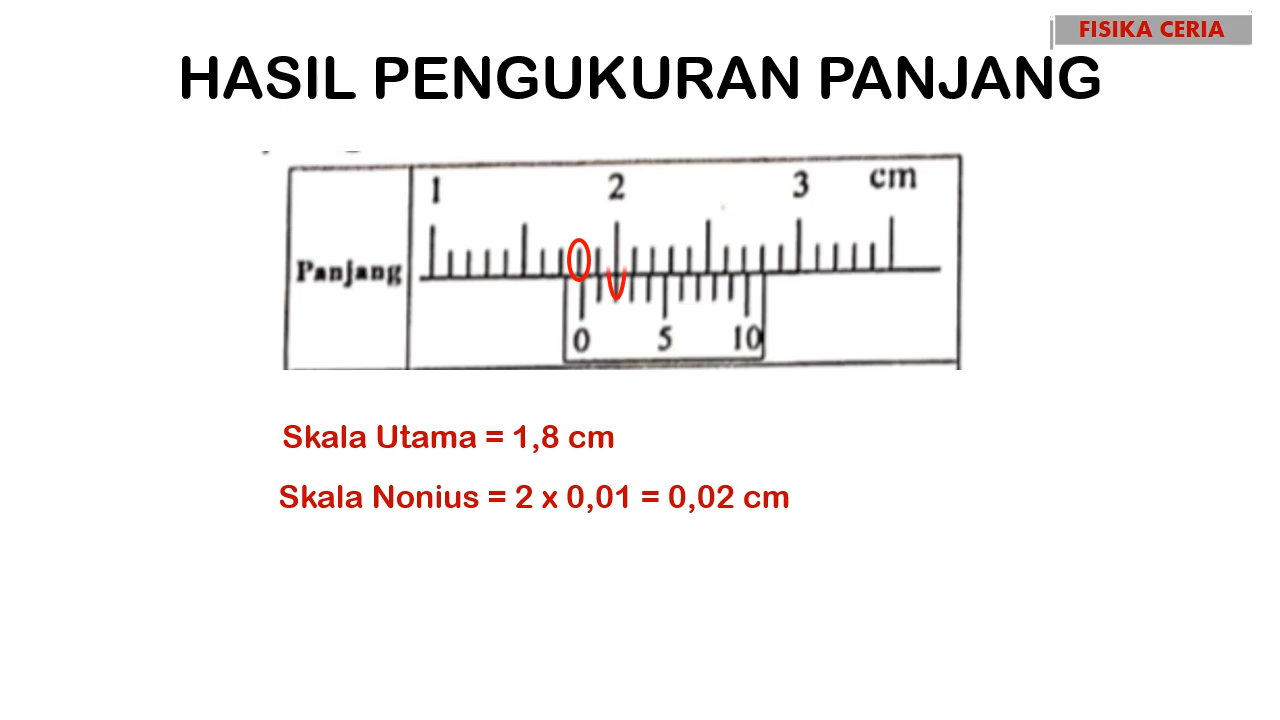 FISIKA CERIA
HASIL PENGUKURAN PANJANG
1 2 3 cm
Panjang
0 5 10
Skala Utama = 1,8 cm
Skala Nonius = 2 x 0,01 = 0,02 cm